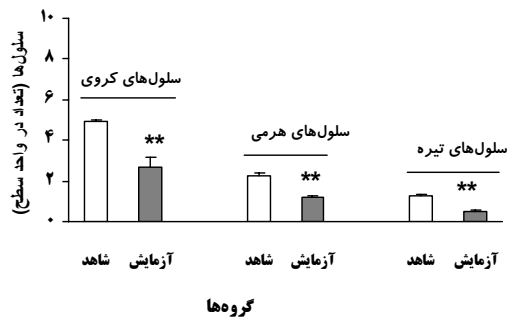 سلول‌ها (تعداد در واحد سطح)
۱۰
۸
۶
۴
۲
۰
سلول‌های کروی
**
سلول‌های هرمی
**
سلول‌های تیره
**
شاهد آزمایش شاهد آزمایش شاهد آزمایش
گروه‌ها